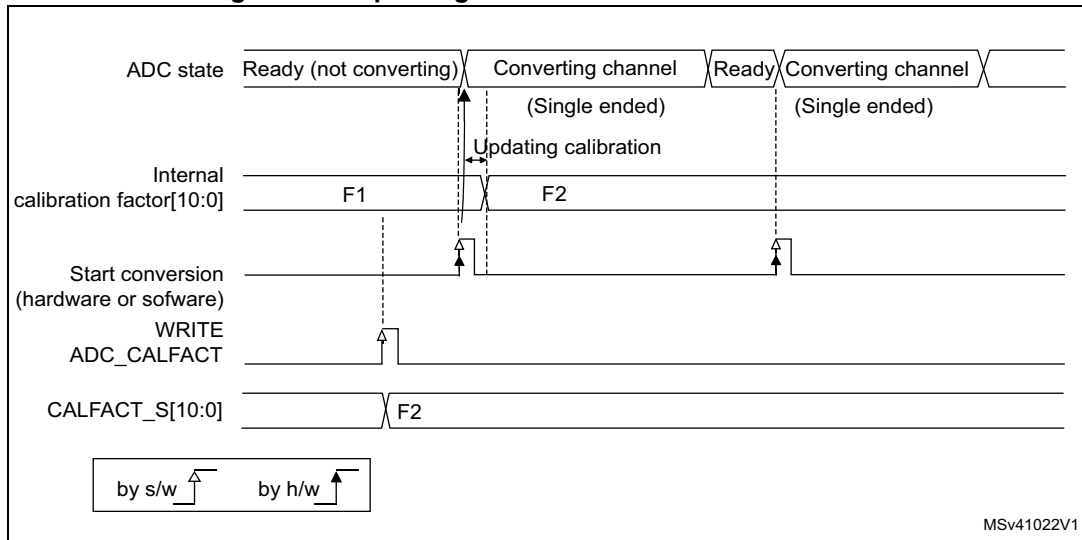 ADC state
Ready (not converting)
Converting channel
Ready
Converting channel
(Single ended)
(Single ended)
Updating calibration
Internal
calibration factor[10:0]
F1
F2
Start conversion
(hardware or sofware)
WRITE
ADC_CALFACT
CALFACT_S[10:0]
F2
by s/w
by h/w
MSv41022V1